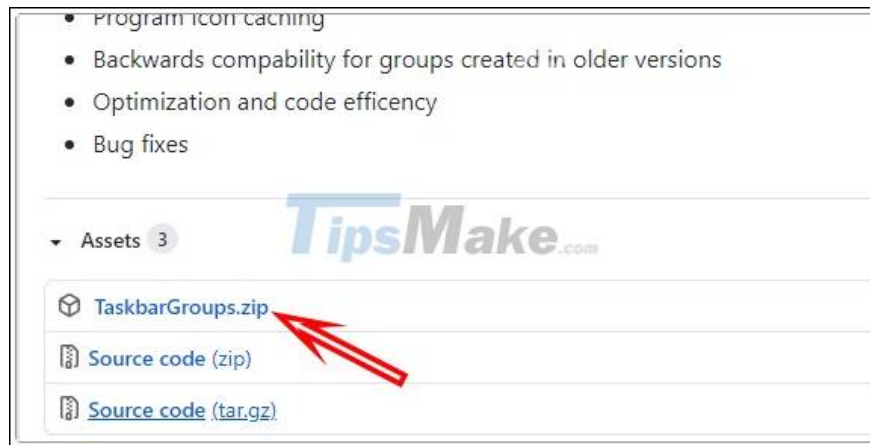 Program icon caching
Backwards compability for groups created in older versions
Optimization and code efficency
Bug fixes
TipsMake.com
Assets 3
TaskbarGroups.zip
Source code (zip)
Source code (tar.gz)